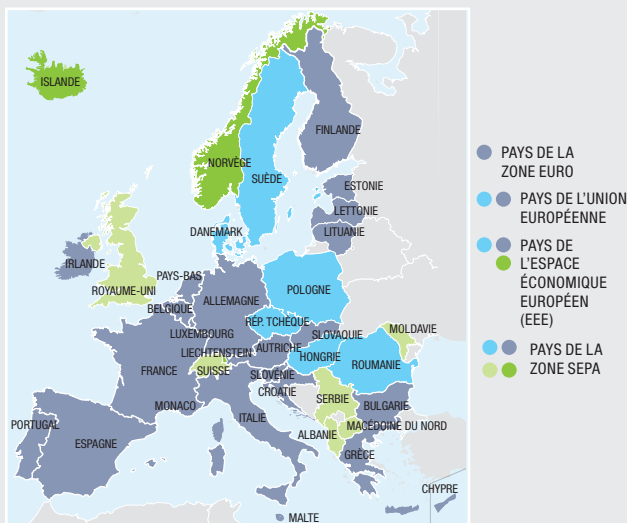 ISLANDE
FINLANDE
NORVÈGE
SUÈDE
ESTONIE
LETTONIE
DANEMARK
LITUANIE
IRLANDE
PAYS-BAS
ROYAUME-UNI
POLOGNE
ALLEMAGNE
BELGIQUE
RÉP. TCHÈQUE
MOLDAVIE
LUXEMBOURG
SLOVAQUIE
AUTRICHE
LIECHTENSTEIN
HONGRIE
FRANCE
SUISSE
ROUMANIE
SLOVÉNIE
CROATIE
SERBIE
MONACO
BULGARIE
PORTUGAL
ITALIE
MACÉDOINE DU NORD
ESPAGNE
ALBANIE
GRÈCE
CHYPRE
MALTE
PAYS DE LA
ZONE EURO
PAYS DE L'UNION
EUROPÉENNE
PAYS DE
L'ESPACE
ÉCONOMIQUE
EUROPÉEN
(EEE)
PAYS DE LA
ZONE SEPA